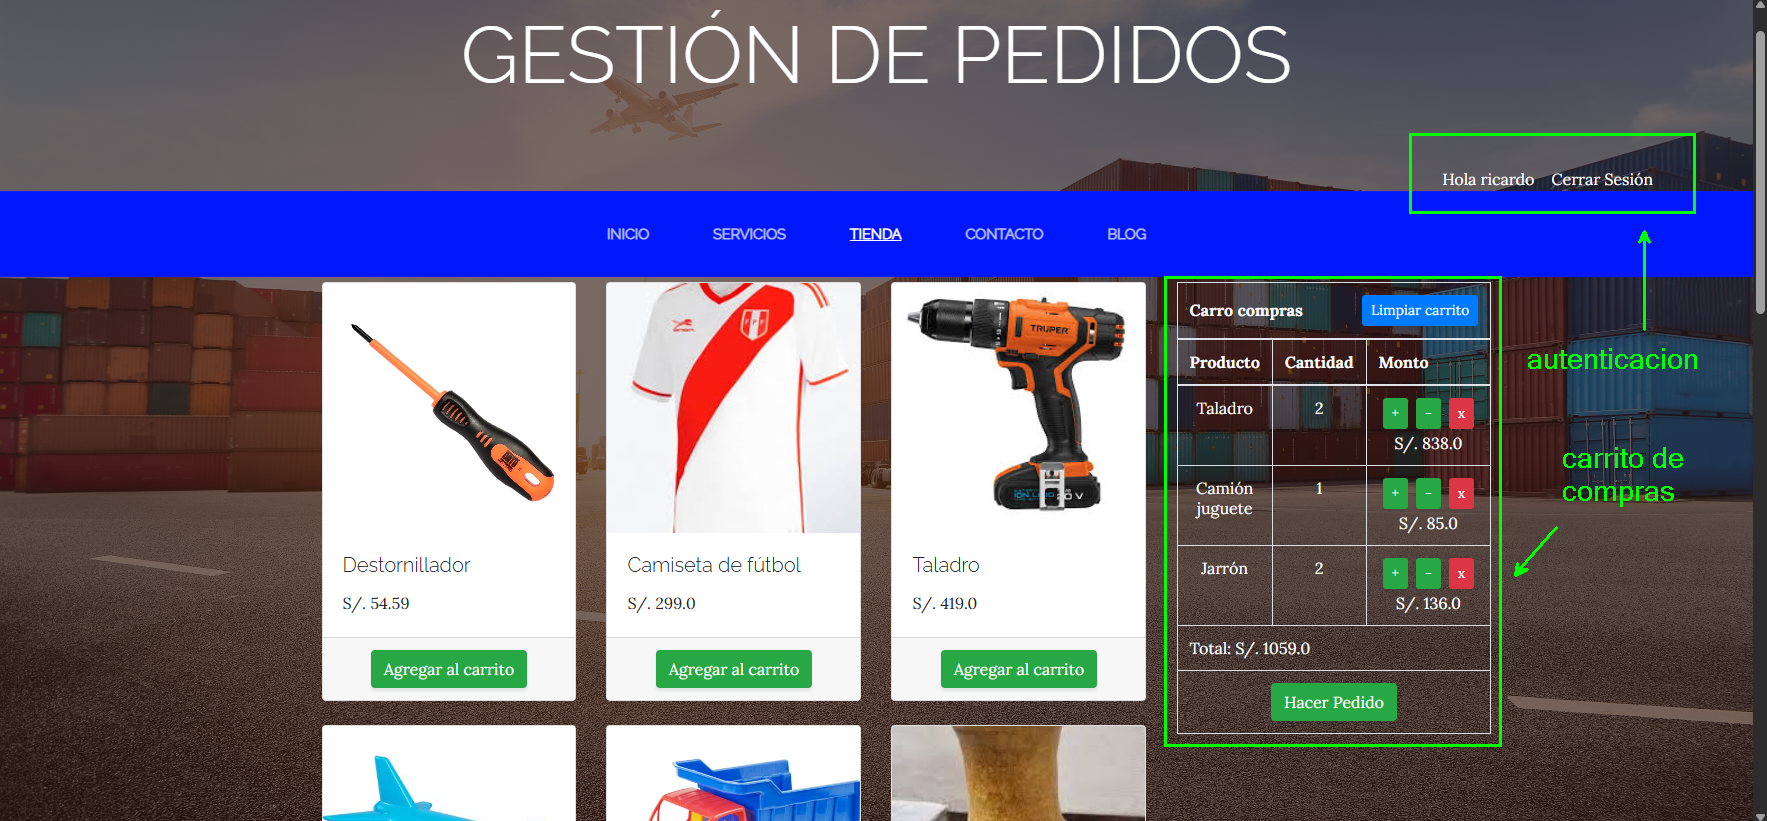 GESTIÓN DE PEDIDOS
Hola ricardo Cerrar Sesión
INICIO SERVICIOS TIENDA CONTACTO BLOG
Carro compras Limpiar carrito
Producto Cantidad Monto
Taladro 2 + - x
S/. 838.0
Camión juguete 1 + - x
S/. 85.0
Jarrón 2 + - x
S/. 136.0
Total: S/. 1059.0
Hacer Pedido
autenticacion
carrito de
compras
TRUPER
FPF
20V
Destornillador
S/. 54.59
Agregar al carrito
Camiseta de fútbol
S/. 299.0
Agregar al carrito
Taladro
S/. 419.0
Agregar al carrito